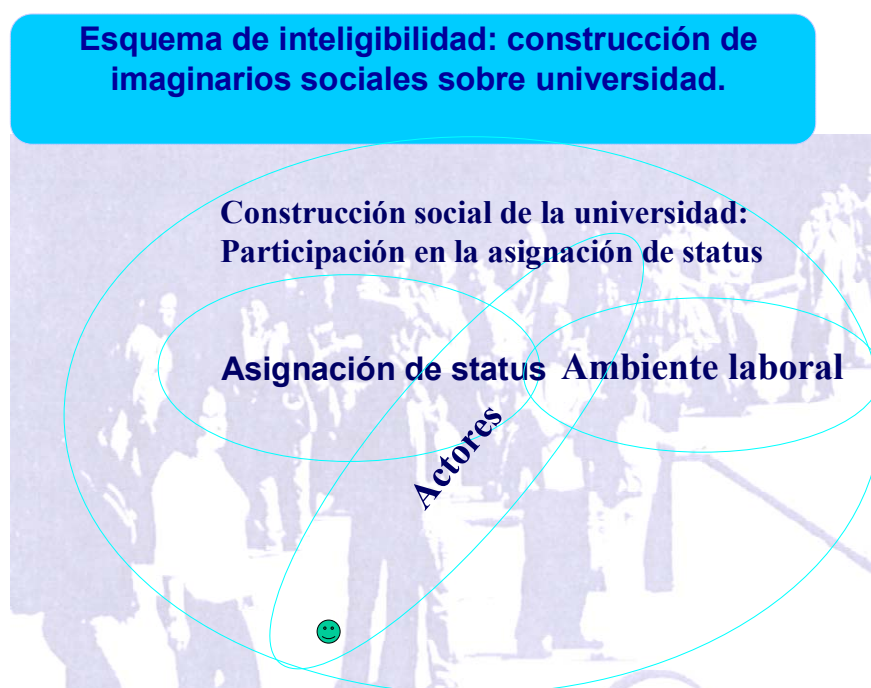 Esquema de inteligibilidad: construcción de
imaginarios sociales sobre universidad.
Construcción social de la universidad:
Participación en la asignación de status
Asignación de status
Ambiente laboral
Actores